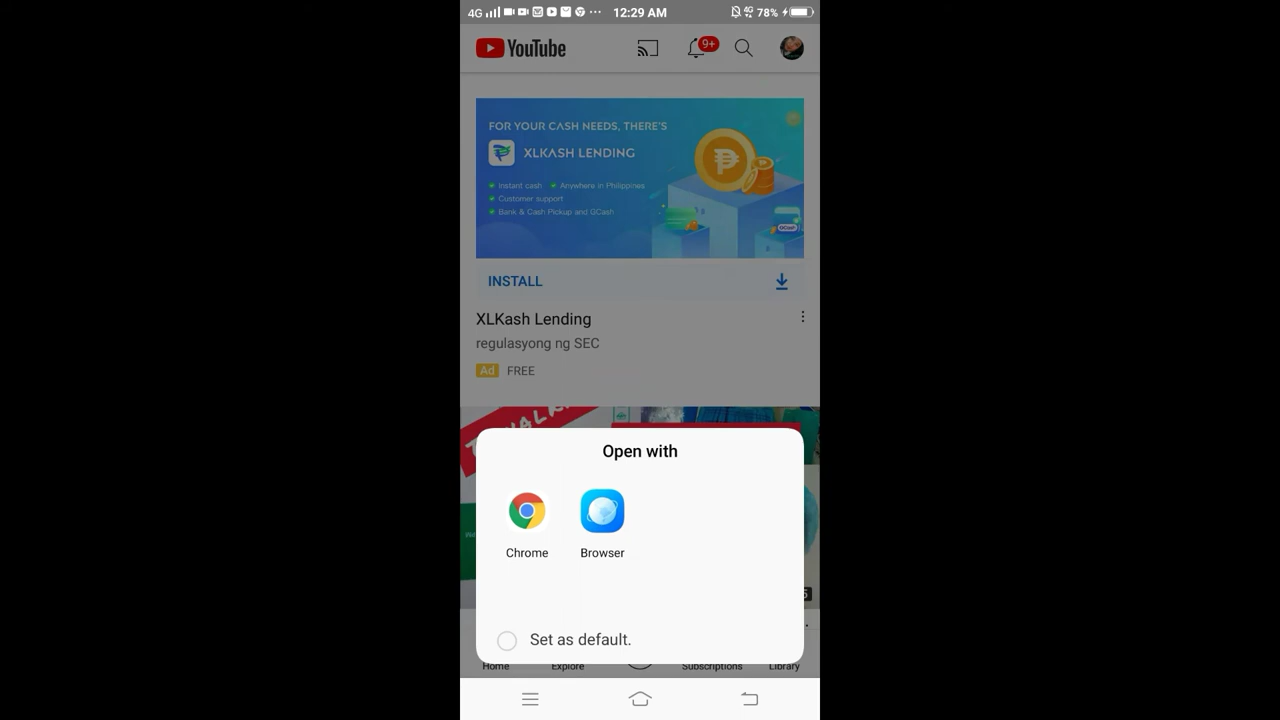 4G 12:29 AM 4G 78%
YouTube 9+
FOR YOUR CASH NEEDS, THERE'S
XLKASH LENDING
Instant cash Anywhere in Philippines
Customer support
Bank & Cash Pickup and GCash
INSTALL
XLKash Lending
regulasyong ng SEC
Ad FREE
Open with
Chrome Browser
Set as default.
Home Explore Subscriptions Library